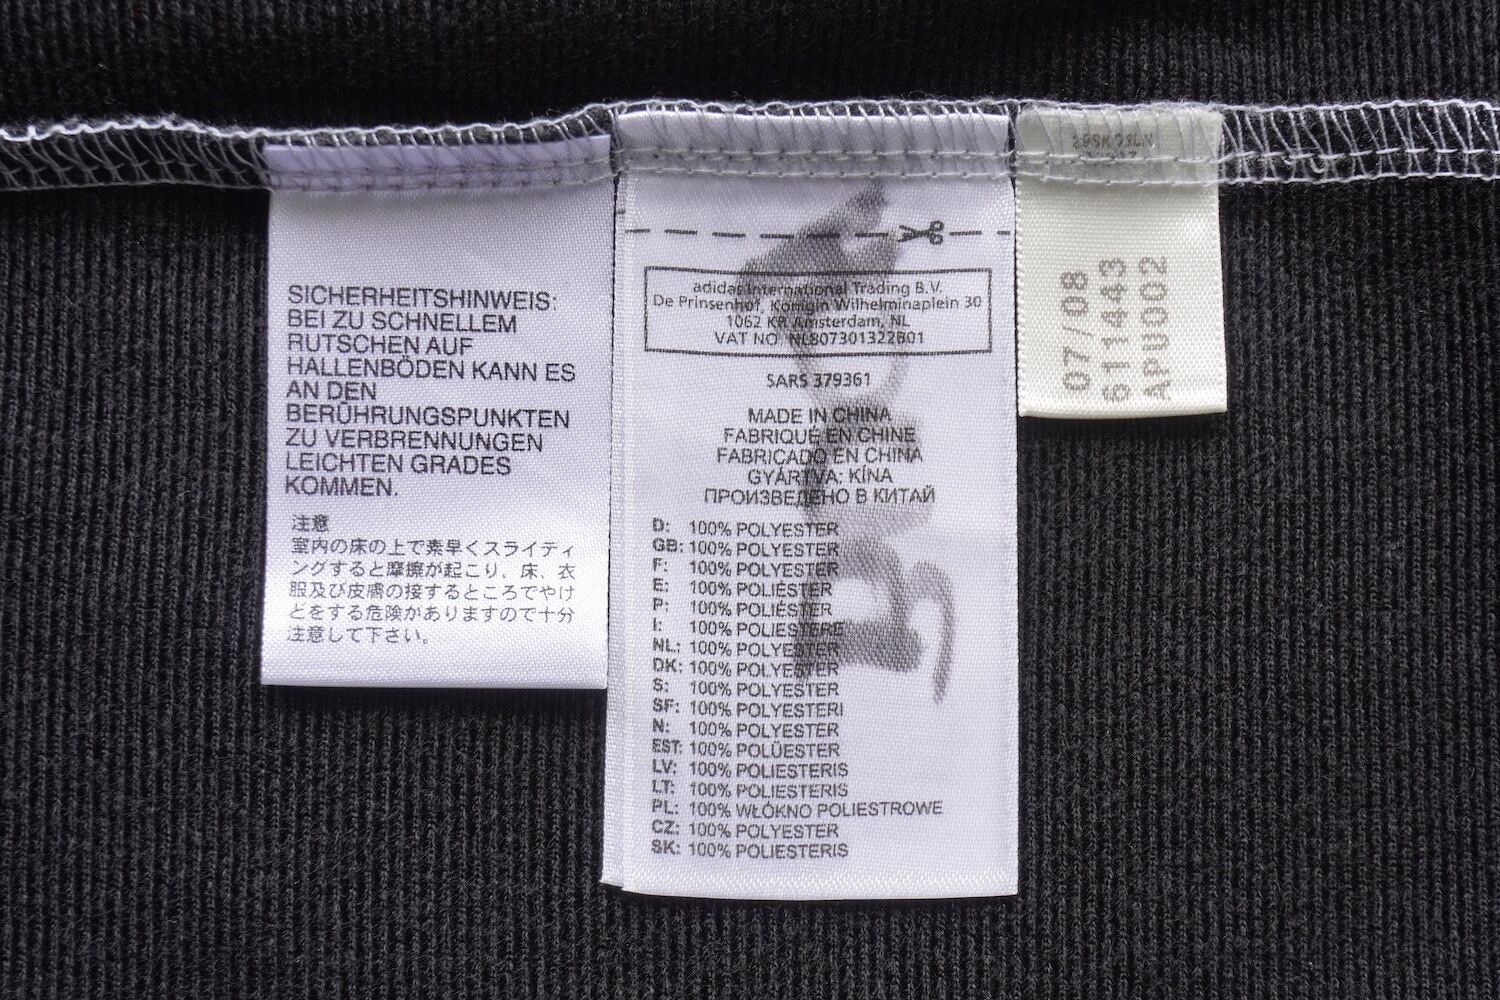 SICHERHEITSHINWEIS:
BEI ZU SCHNELLEM
RUTSCHEN AUF
HALLENBÖDEN KANN ES
AN DEN
BERÜHRUNGSPUNKTEN
ZU VERBRENNUNGEN
LEICHTEN GRADES
KOMMEN.
注意
室内の床の上で素早くスライディ
ングすると摩擦が起こり、床、衣
服及び皮膚の接するところでやけ
どをする危険がありますので十分
注意して下さい。
adidas International Trading B.V.
De Prinsenhof, Koningin Wilhelminaplein 30
1062 KR Amsterdam, NL
VAT NO. NL807301322B01
SARS 379361
MADE IN CHINA
FABRIQUÉ EN CHINE
FABRICADO EN CHINA
GYÁRTVA: KÍNA
ПРОИЗВЕДЕНО В КИТАЙ
D: 100% POLYESTER
GB: 100% POLYESTER
F: 100% POLYESTER
E: 100% POLIÉSTER
P: 100% POLIÉSTER
I: 100% POLIESTERE
NL: 100% POLYESTER
DK: 100% POLYESTER
S: 100% POLYESTER
SF: 100% POLYESTERI
N: 100% POLYESTER
EST: 100% POLÜESTER
LV: 100% POLIESTERIS
LT: 100% POLIESTERIS
PL: 100% WŁÓKNO POLIESTROWE
CZ: 100% POLYESTER
SK: 100% POLIESTERIS
07/08
611443
APU002